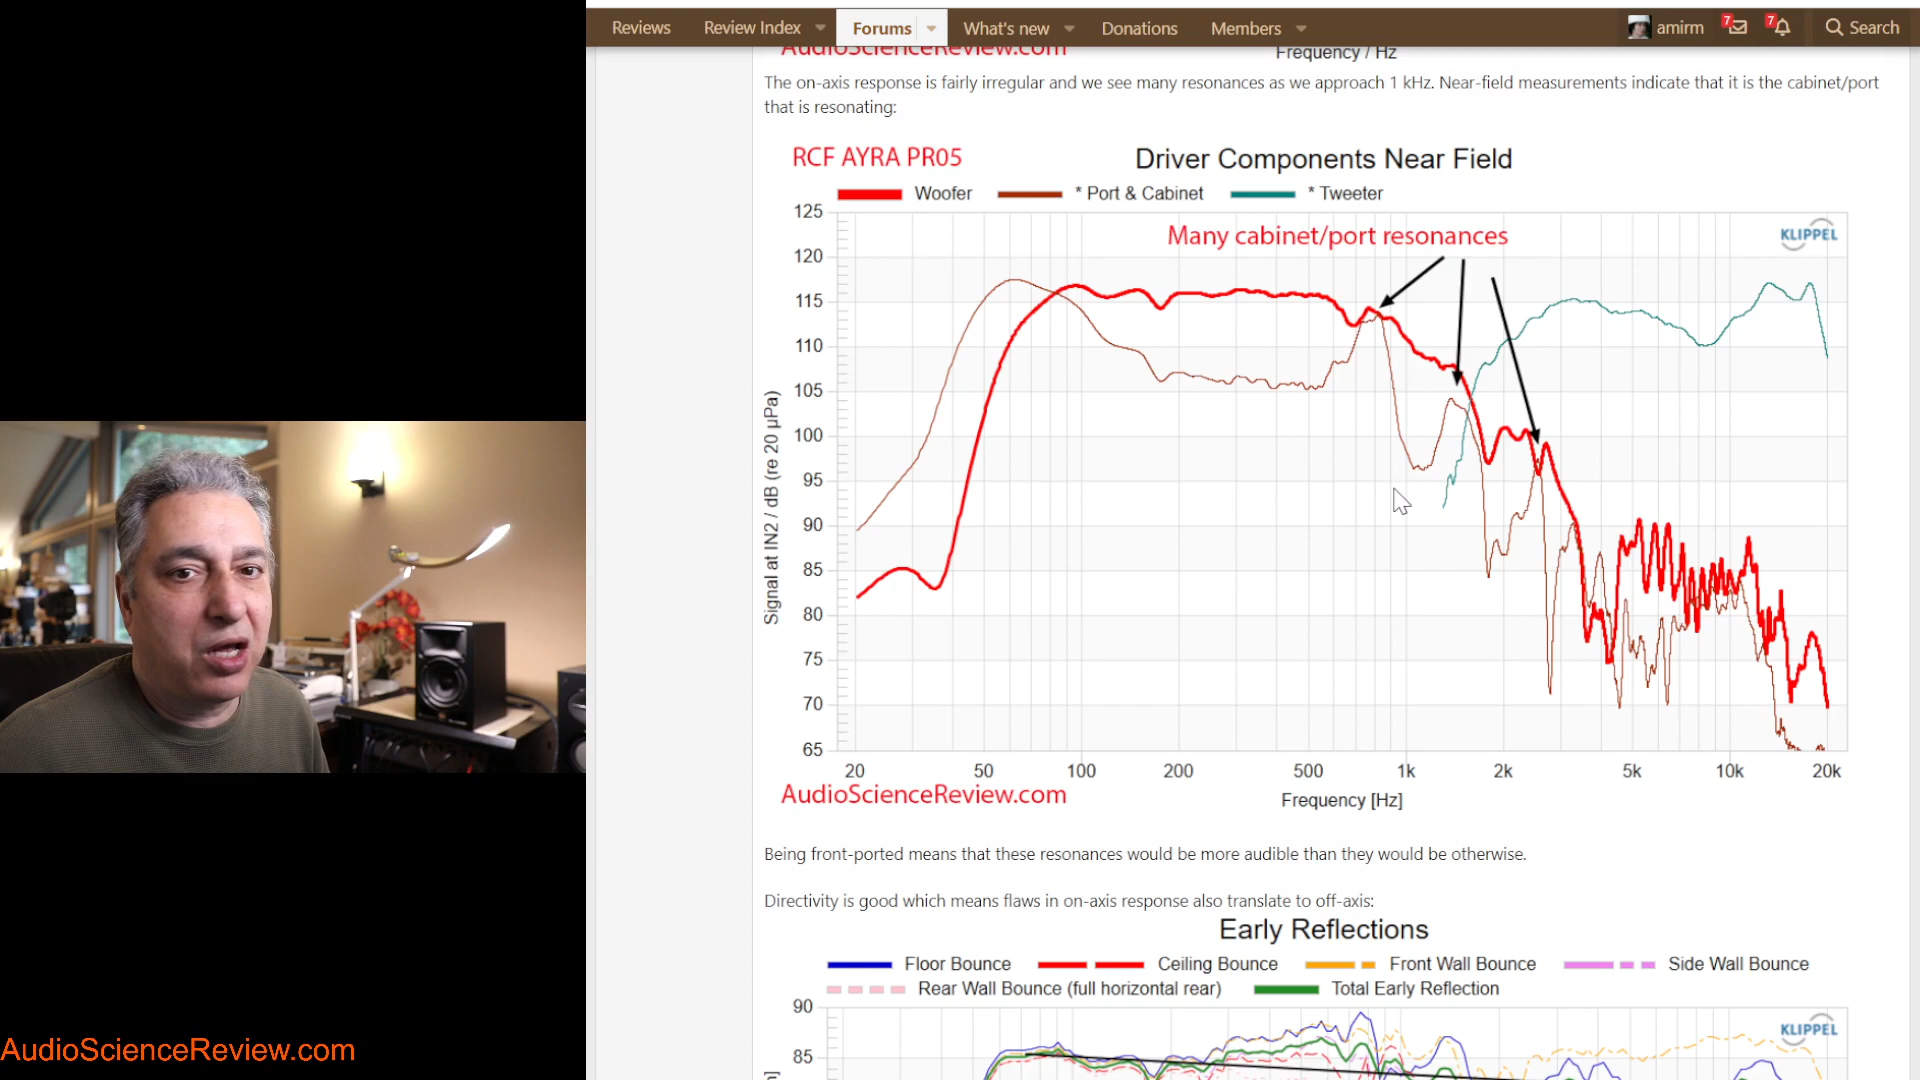 Reviews Review Index Forums What's new Donations Members amirm 7 7 Search
AudioScienceReview.com Frequency / Hz
The on-axis response is fairly irregular and we see many resonances as we approach 1 kHz. Near-field measurements indicate that it is the cabinet/port
that is resonating:
RCF AYRA PR05 Driver Components Near Field
Woofer * Port & Cabinet * Tweeter
125
Many cabinet/port resonances
KLIPPEL
120
115
110
105
100
95
90
85
80
75
70
65
Signal at IN2 / dB (re 20 µPa)
20 50 100 200 500 1k 2k 5k 10k 20k
AudioScienceReview.com Frequency [Hz]
Being front-ported means that these resonances would be more audible than they would be otherwise.
Directivity is good which means flaws in on-axis response also translate to off-axis:
Early Reflections
Floor Bounce Ceiling Bounce Front Wall Bounce Side Wall Bounce
Rear Wall Bounce (full horizontal rear) Total Early Reflection
90
KLIPPEL
85
AudioScienceReview.com